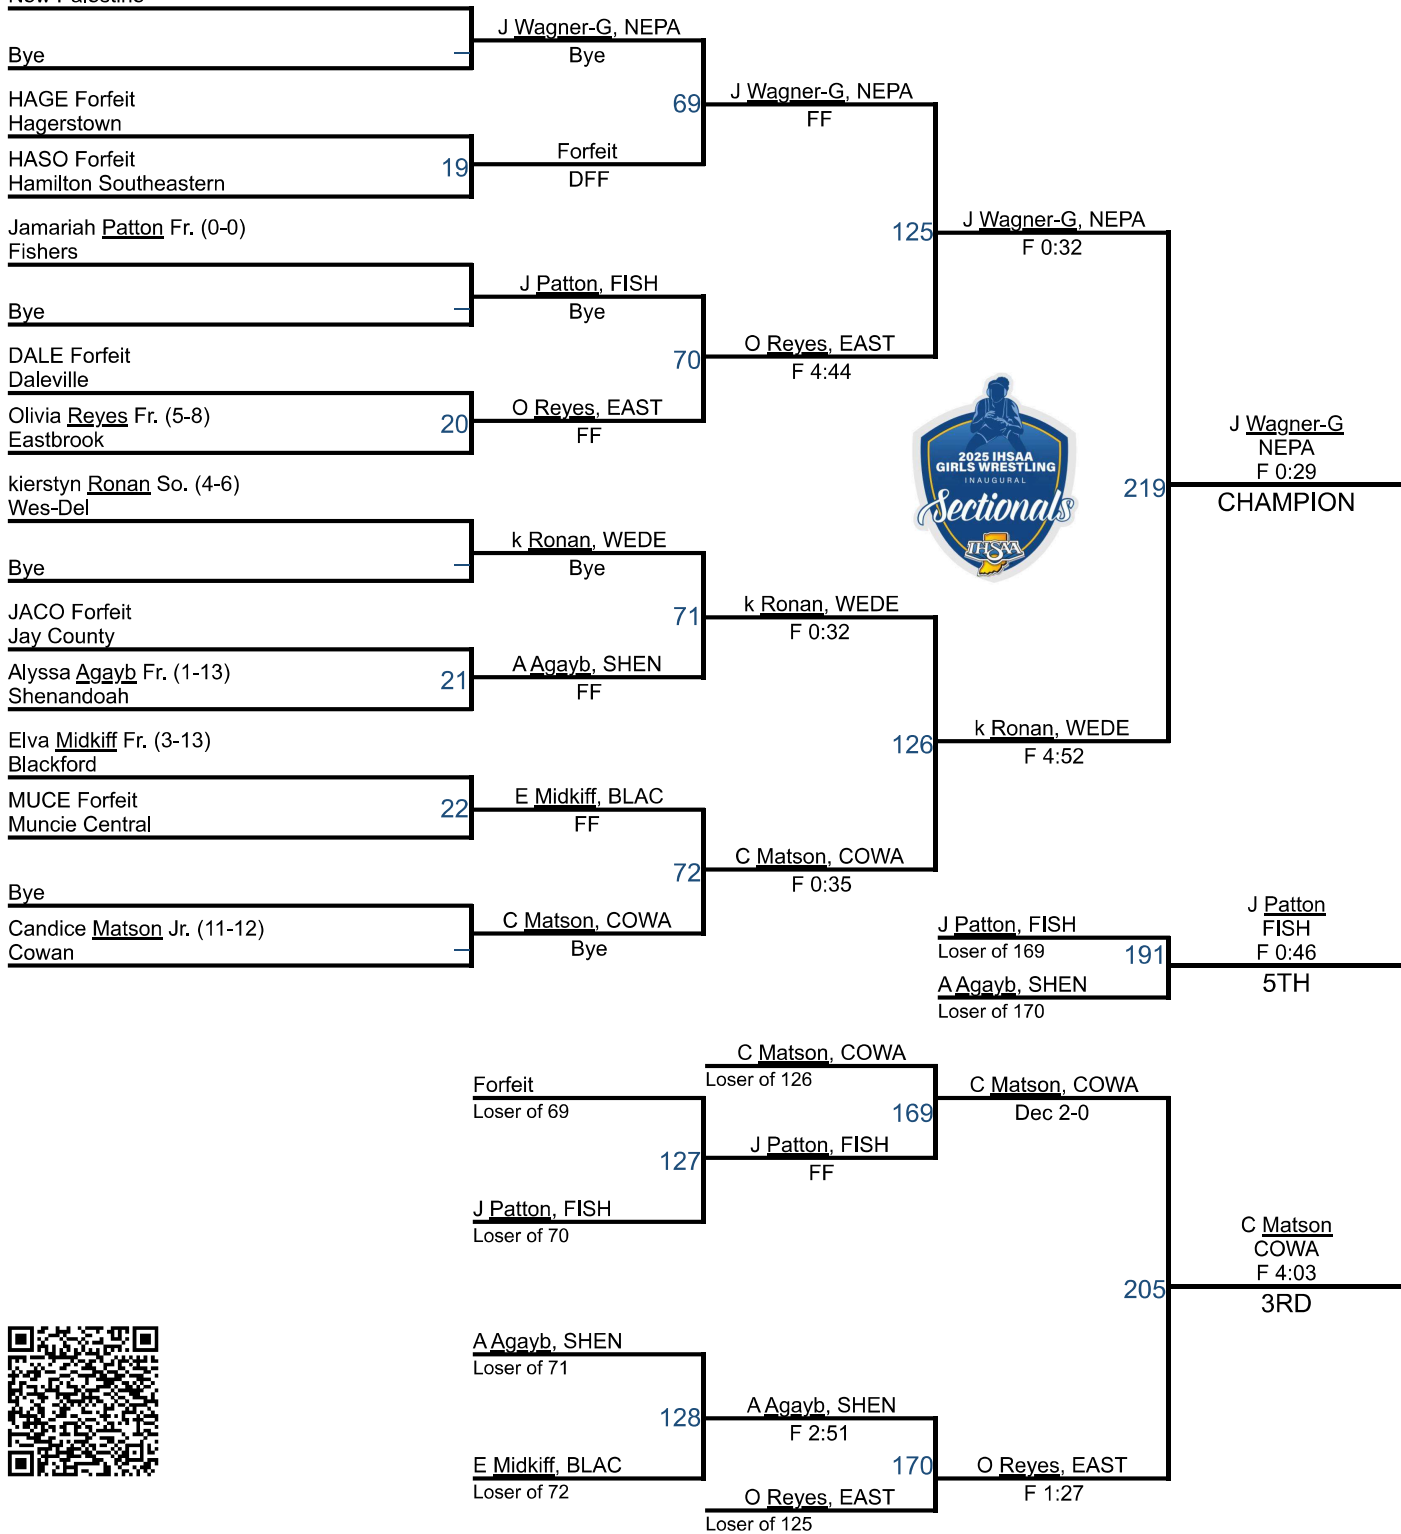 New Palestine
Bye
J Wagner-G, NEPA
Bye
HAGE Forfeit
Hagerstown
69
J Wagner-G, NEPA
FF
HASO Forfeit
Hamilton Southeastern
19
Forfeit
DFF
Jamariah Patton Fr. (0-0)
Fishers
125
J Wagner-G, NEPA
F 0:32
Bye
J Patton, FISH
Bye
DALE Forfeit
Daleville
70
O Reyes, EAST
F 4:44
Olivia Reyes Fr. (5-8)
Eastbrook
20
O Reyes, EAST
FF
2025 IHSAA
GIRLS WRESTLING
INAUGURAL
Sectionals
IHSAA
219
J Wagner-G
NEPA
F 0:29
CHAMPION
kierstyn Ronan So. (4-6)
Wes-Del
Bye
k Ronan, WEDE
Bye
JACO Forfeit
Jay County
71
k Ronan, WEDE
F 0:32
Alyssa Agayb Fr. (1-13)
Shenandoah
21
A Agayb, SHEN
FF
Elva Midkiff Fr. (3-13)
Blackford
126
k Ronan, WEDE
F 4:52
MUCE Forfeit
Muncie Central
22
E Midkiff, BLAC
FF
72
C Matson, COWA
F 0:35
Bye
Candice Matson Jr. (11-12)
Cowan
C Matson, COWA
Bye
J Patton, FISH
Loser of 169
191
A Agayb, SHEN
Loser of 170
J Patton
FISH
F 0:46
5TH
C Matson, COWA
Loser of 126
Forfeit
Loser of 69
169
C Matson, COWA
Dec 2-0
127
J Patton, FISH
FF
J Patton, FISH
Loser of 70
205
C Matson
COWA
F 4:03
3RD
A Agayb, SHEN
Loser of 71
128
A Agayb, SHEN
F 2:51
E Midkiff, BLAC
Loser of 72
170
O Reyes, EAST
F 1:27
O Reyes, EAST
Loser of 125